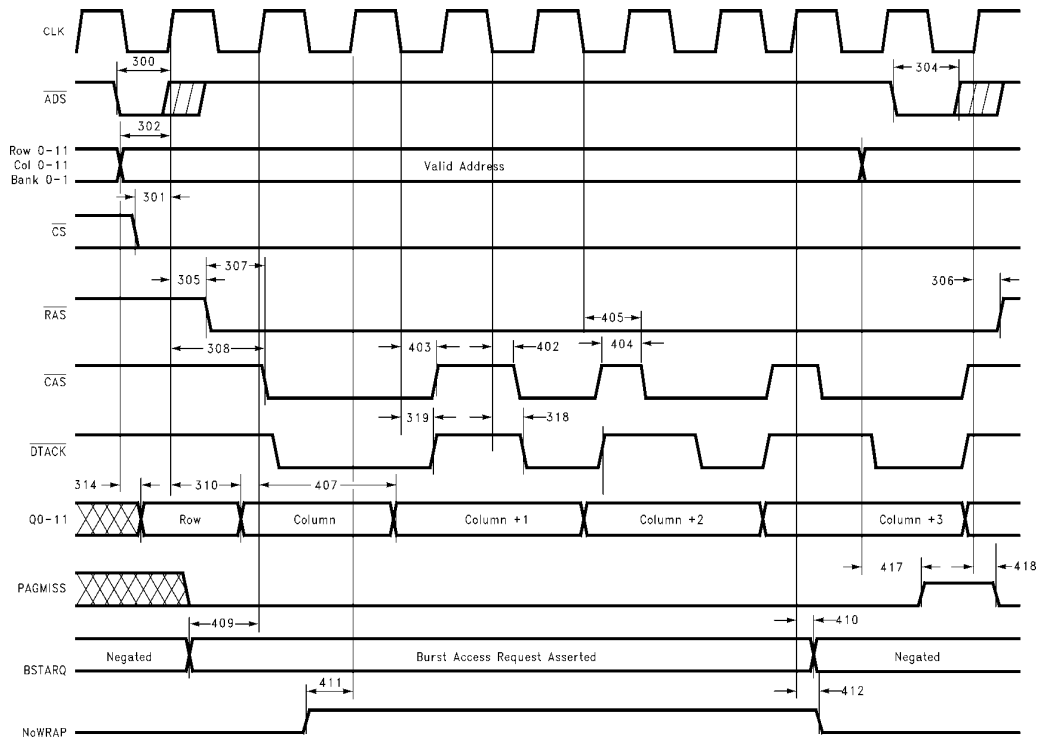 CLK
300
304
ADS
302
Row 0-11
Col 0-11
Bank 0-1
Valid Address
301
CS
307
305
306
RAS
405
308
403
402
404
CAS
319
318
DTACK
314
310
407
Q0-11
Row
Column
Column +1
Column +2
Column +3
417
418
PAGMISS
409
410
BSTARQ
Negated
Burst Access Request Asserted
Negated
411
412
NoWRAP